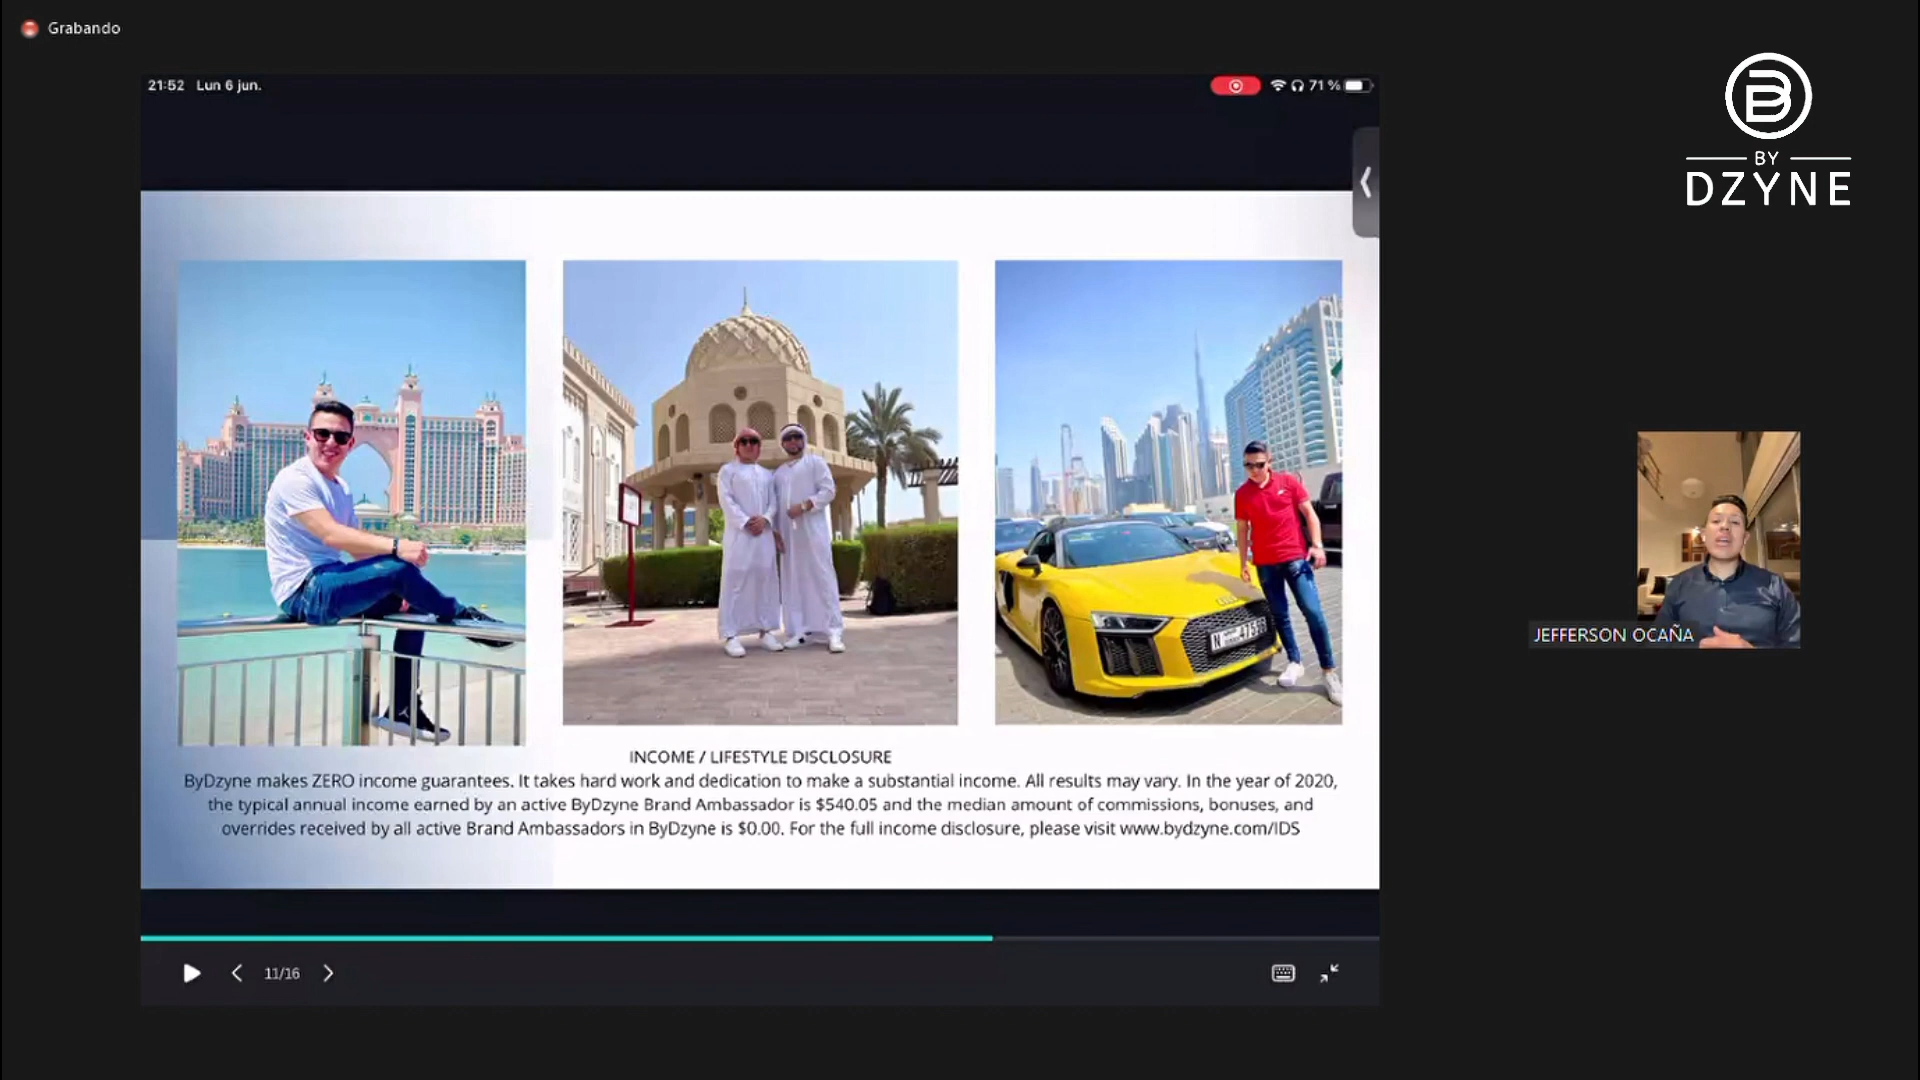 Grabando
21:52 Lun 6 jun.
71 %
BY
DZYNE
INCOME / LIFESTYLE DISCLOSURE
ByDzyne makes ZERO income guarantees. It takes hard work and dedication to make a substantial income. All results may vary. In the year of 2020,
the typical annual income earned by an active ByDzyne Brand Ambassador is $540.05 and the median amount of commissions, bonuses, and
overrides received by all active Brand Ambassadors in ByDzyne is $0.00. For the full income disclosure, please visit www.bydzyne.com/IDS
JEFFERSON OCAÑA
11/16